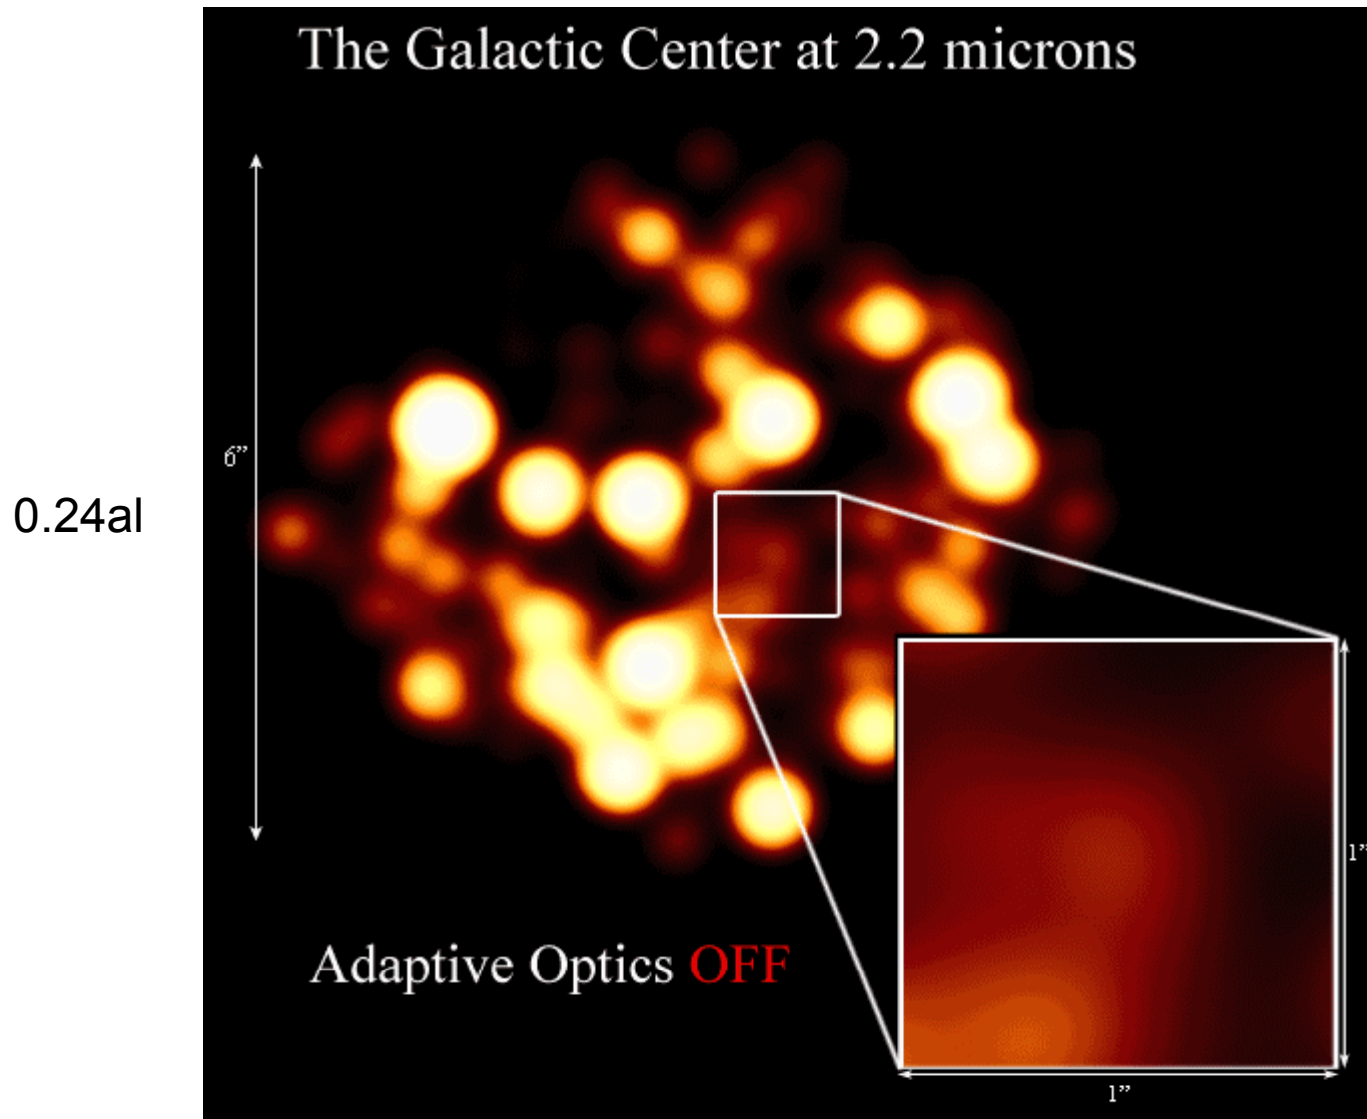 The Galactic Center at 2.2 microns
6”
0.24al
1”
Adaptive Optics OFF
1”